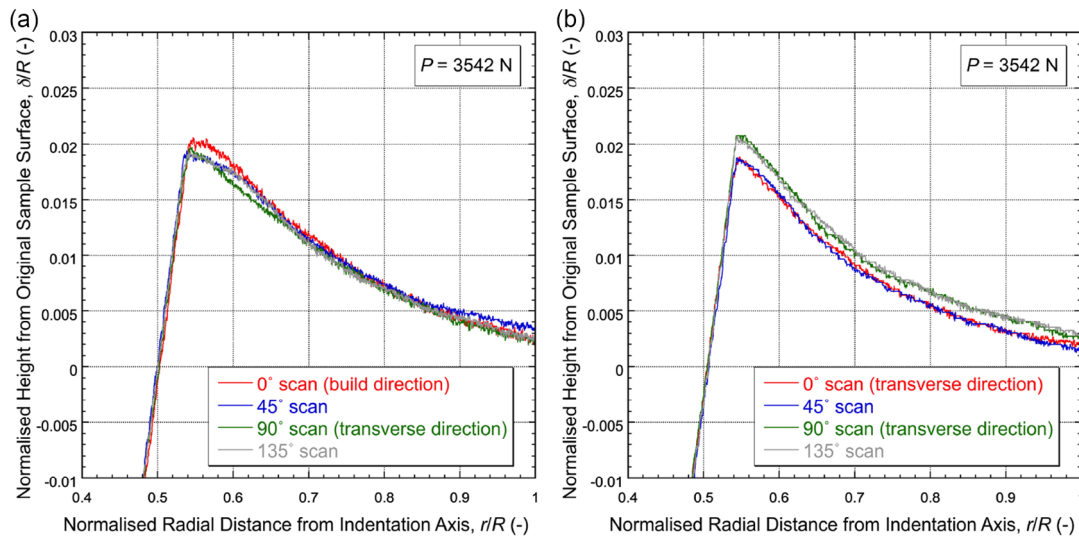 (a)
Normalised Height from Original Sample Surface, δ/R (-)
0.03
0.025
0.02
0.015
0.01
0.005
0
-0.005
-0.01
P = 3542 N
0˚ scan (build direction)
45˚ scan
90˚ scan (transverse direction)
135˚ scan
0.4 0.5 0.6 0.7 0.8 0.9 1
Normalised Radial Distance from Indentation Axis, r/R (-)
(b)
Normalised Height from Original Sample Surface, δ/R (-)
0.03
0.025
0.02
0.015
0.01
0.005
0
-0.005
-0.01
P = 3542 N
0˚ scan (transverse direction)
45˚ scan
90˚ scan (transverse direction)
135˚ scan
0.4 0.5 0.6 0.7 0.8 0.9 1
Normalised Radial Distance from Indentation Axis, r/R (-)